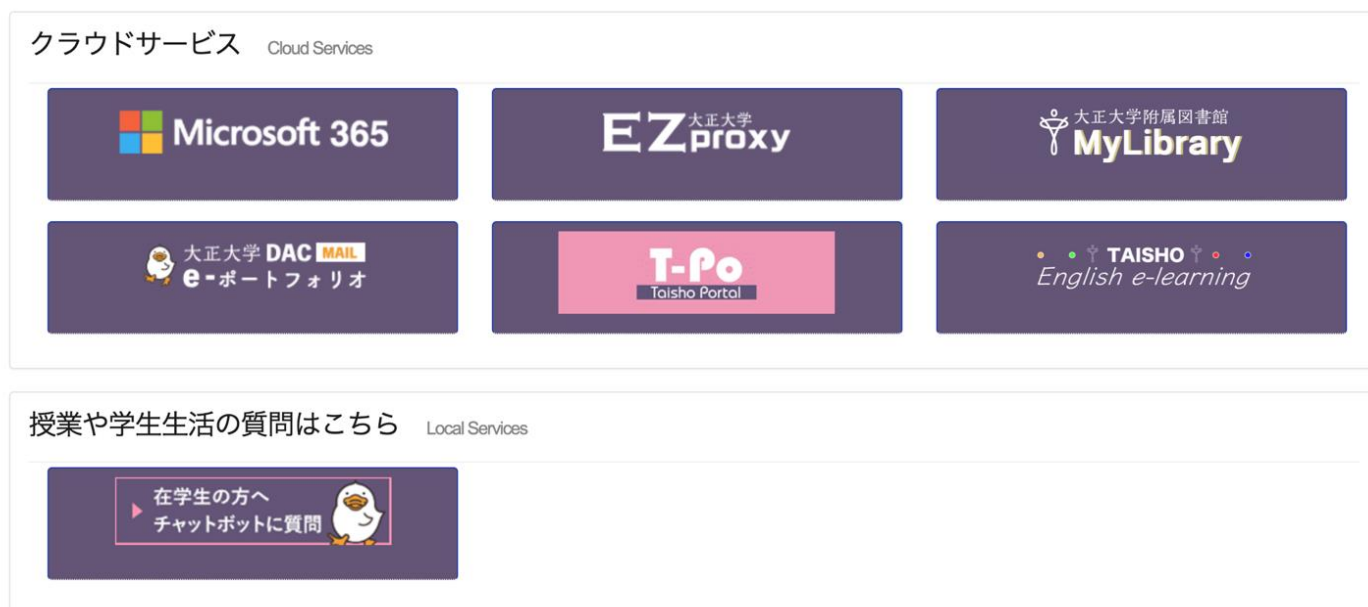 クラウドサービス Cloud Services
Microsoft 365
EZproxy 大正大学
大正大学附属図書館
MyLibrary
大正大学 DAC MAIL
e-ポートフォリオ
T-Po
Taisho Portal
TAISHO
English e-learning
授業や学生生活の質問はこちら Local Services
在学生の方へ
チャットボットに質問